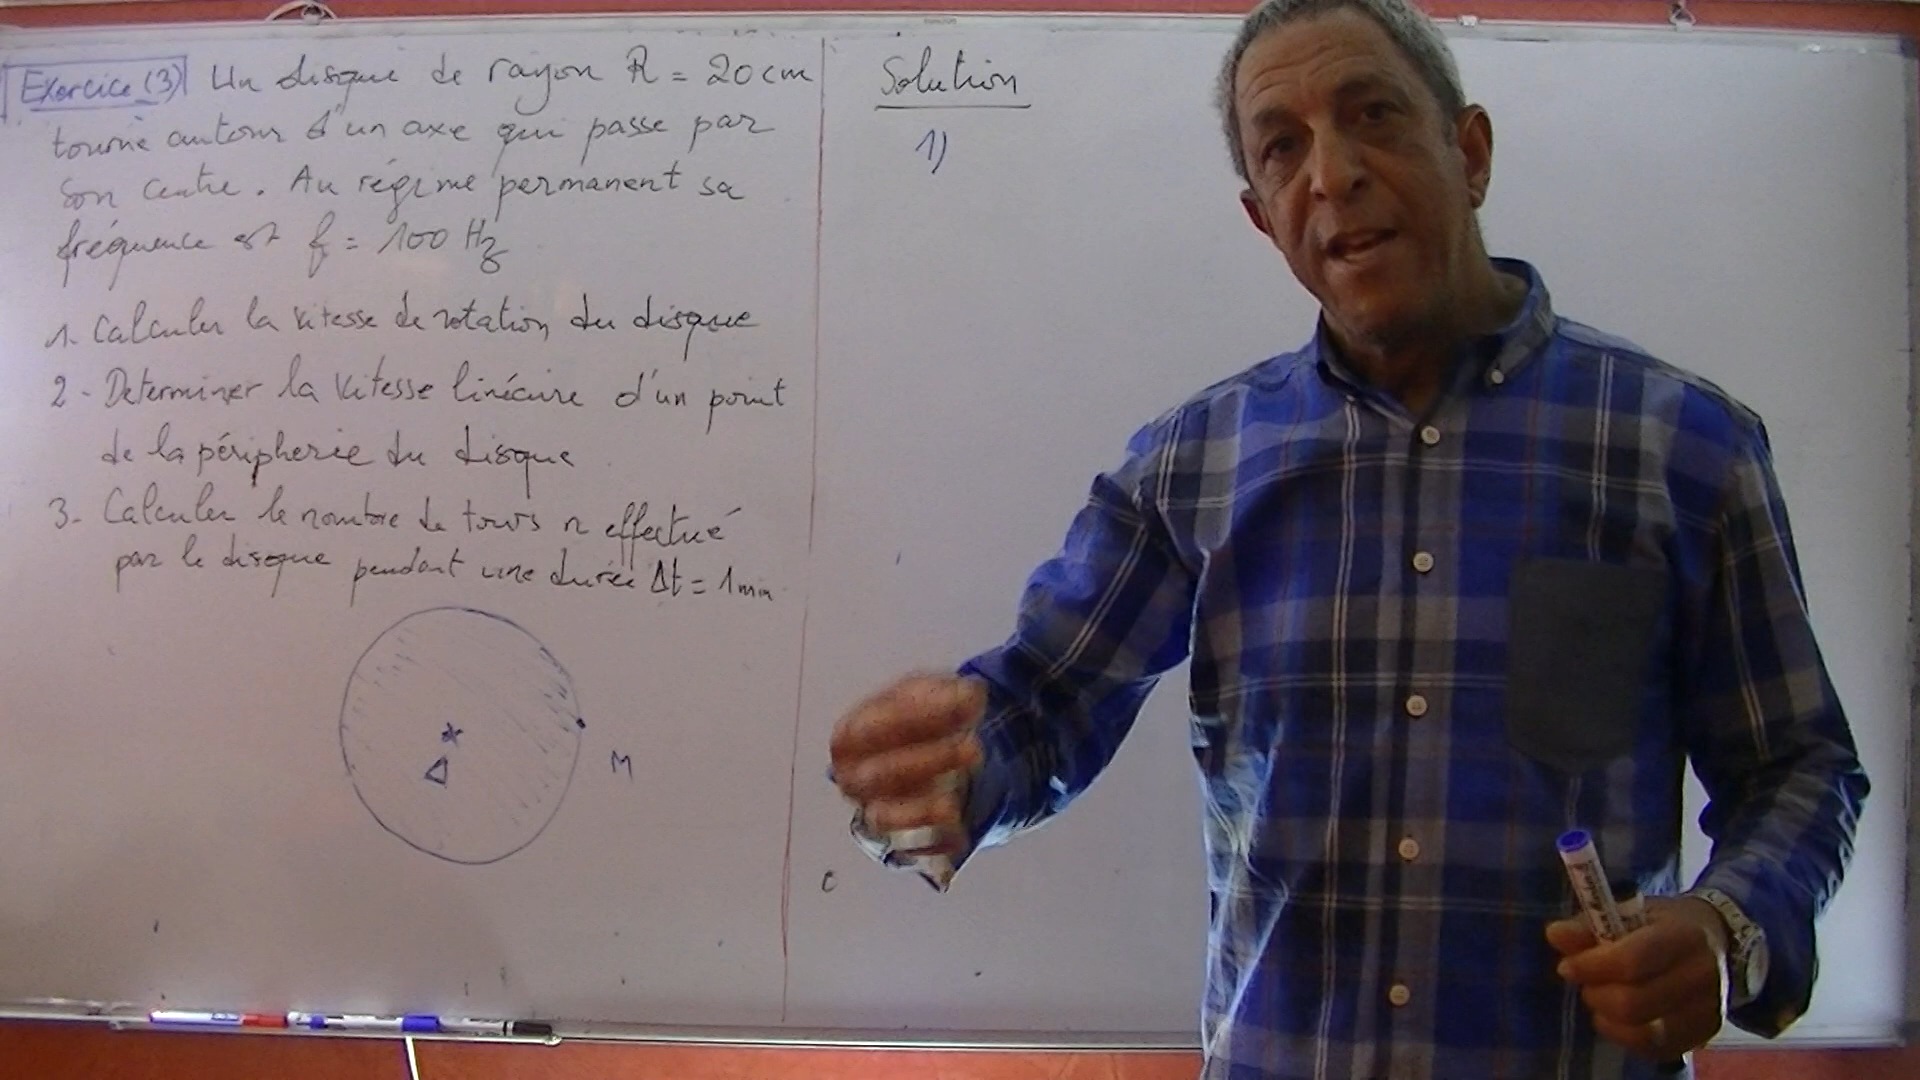 Exercice (3) Un disque de rayon R = 20 cm
tourne autour d'un axe qui passe par
son centre. Au régime permanent sa
fréquence est f = 100 Hz
1. Calculer la vitesse de rotation du disque
2 - Determiner la vitesse linéaire d'un point
de la péripherie du disque
3- Calculer le nombre de tours n effectué
par le disque pendant une durée Δt = 1 min
Δ
M
Solution
1)